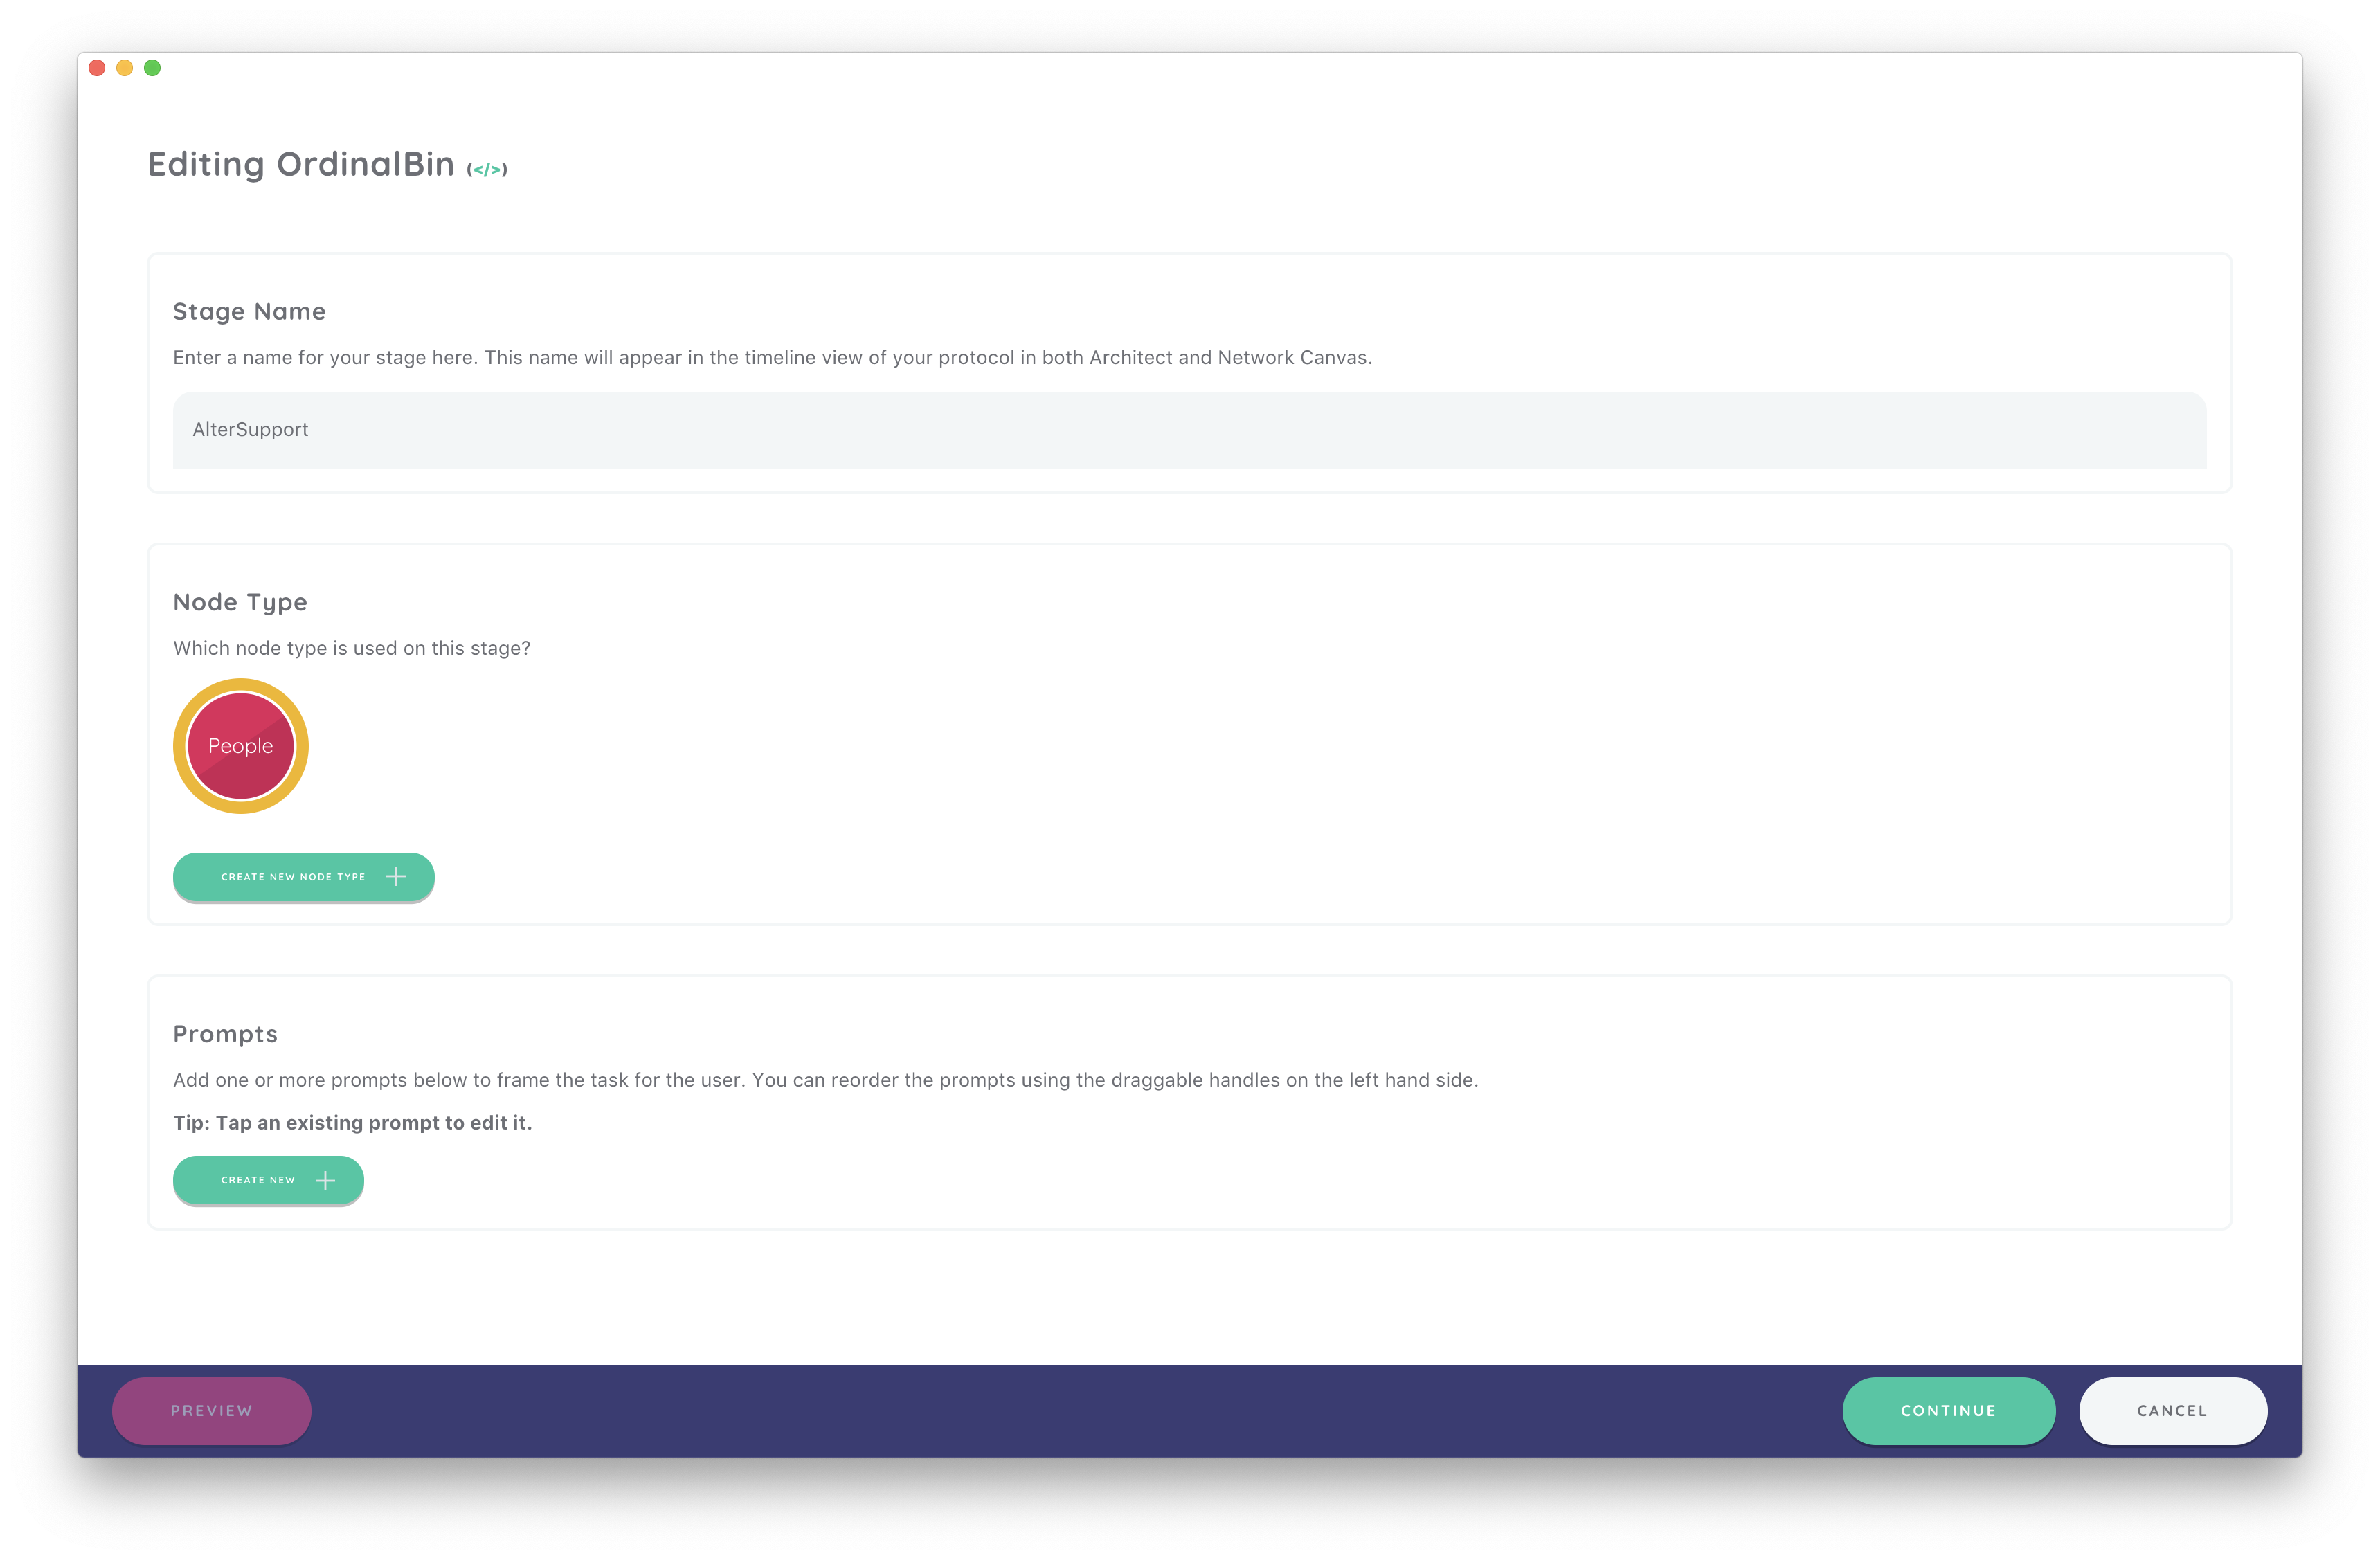 Editing OrdinalBin (</>)
Stage Name
Enter a name for your stage here. This name will appear in the timeline view of your protocol in both Architect and Network Canvas.
AlterSupport
Node Type
Which node type is used on this stage?
People
CREATE NEW NODE TYPE
Prompts
Add one or more prompts below to frame the task for the user. You can reorder the prompts using the draggable handles on the left hand side.
Tip: Tap an existing prompt to edit it.
CREATE NEW
PREVIEW
CONTINUE
CANCEL